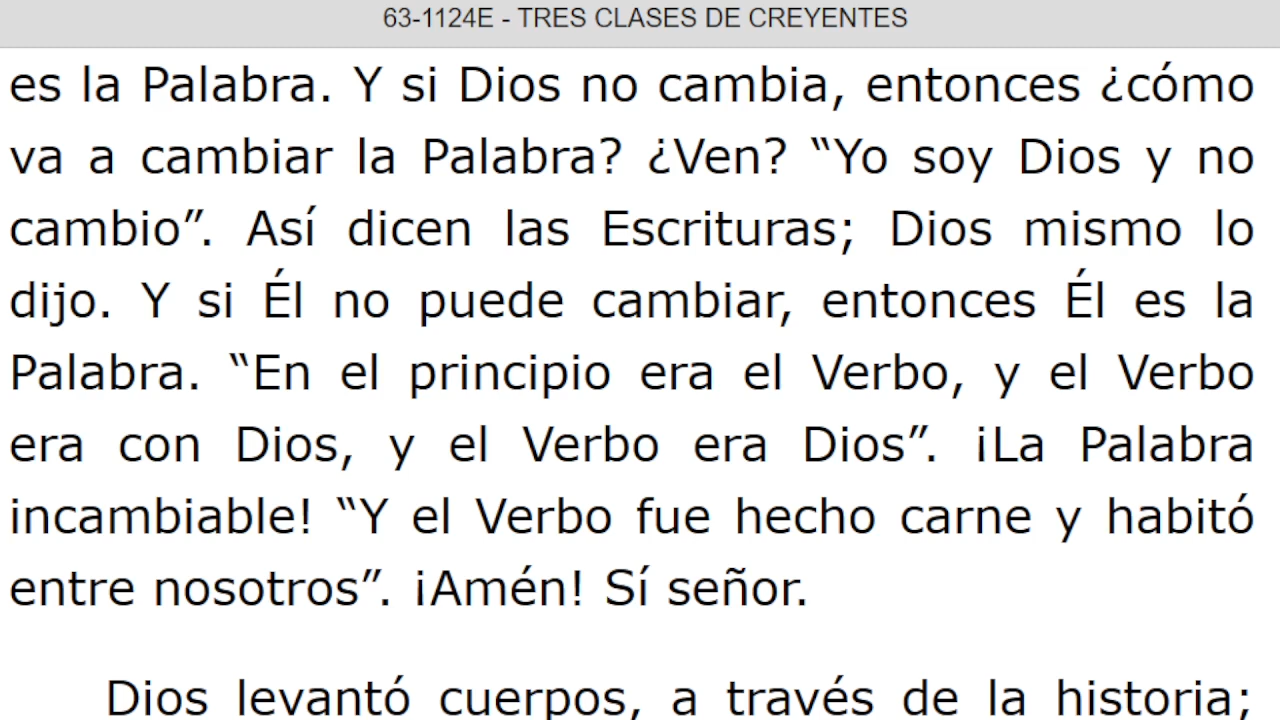 63-1124E - TRES CLASES DE CREYENTES
es la Palabra. Y si Dios no cambia, entonces ¿cómo
va a cambiar la Palabra? ¿Ven? “Yo soy Dios y no
cambio”. Así dicen las Escrituras; Dios mismo lo
dijo. Y si Él no puede cambiar, entonces Él es la
Palabra. “En el principio era el Verbo, y el Verbo
era con Dios, y el Verbo era Dios”. ¡La Palabra
incambiable! “Y el Verbo fue hecho carne y habitó
entre nosotros”. ¡Amén! Sí señor.
Dios levantó cuerpos, a través de la historia;